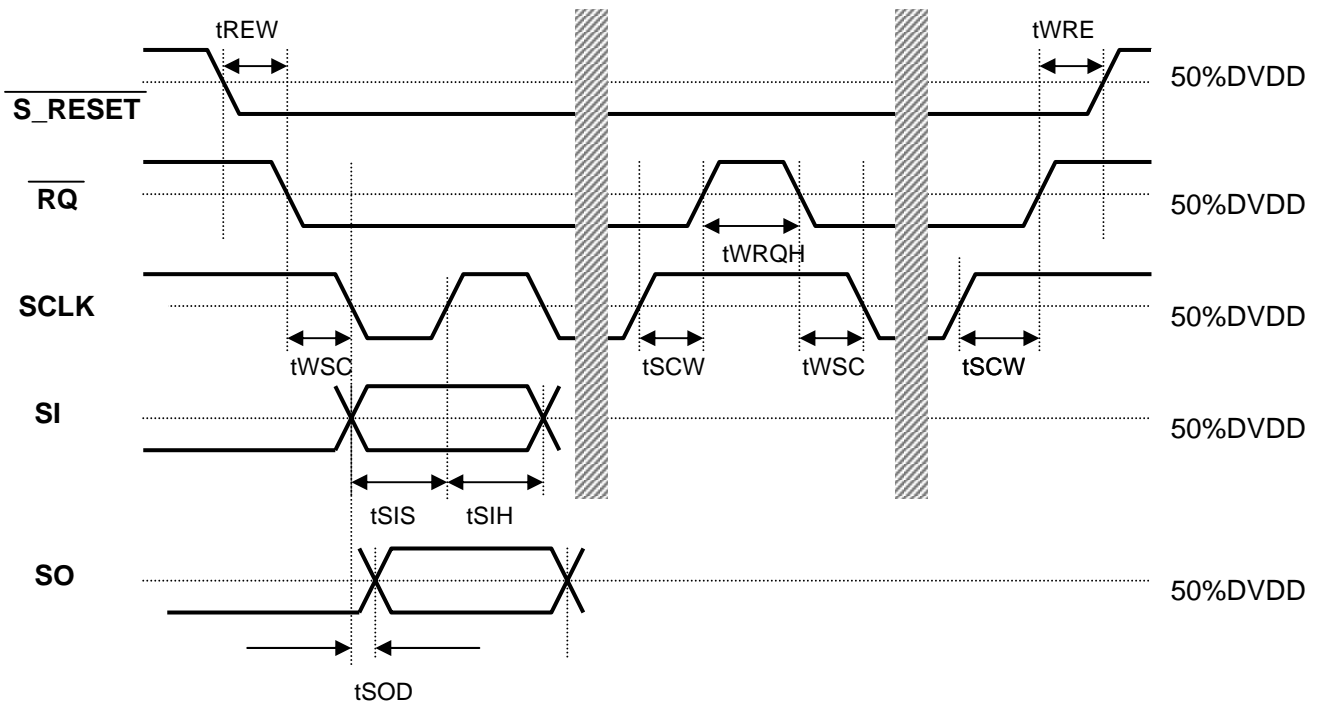 tREW
tWRE
50%DVDD
S_RESET
RQ
50%DVDD
tWRQH
SCLK
50%DVDD
tWSC
tSCW
tWSC
tSCW
SI
50%DVDD
tSIS
tSIH
SO
50%DVDD
tSOD